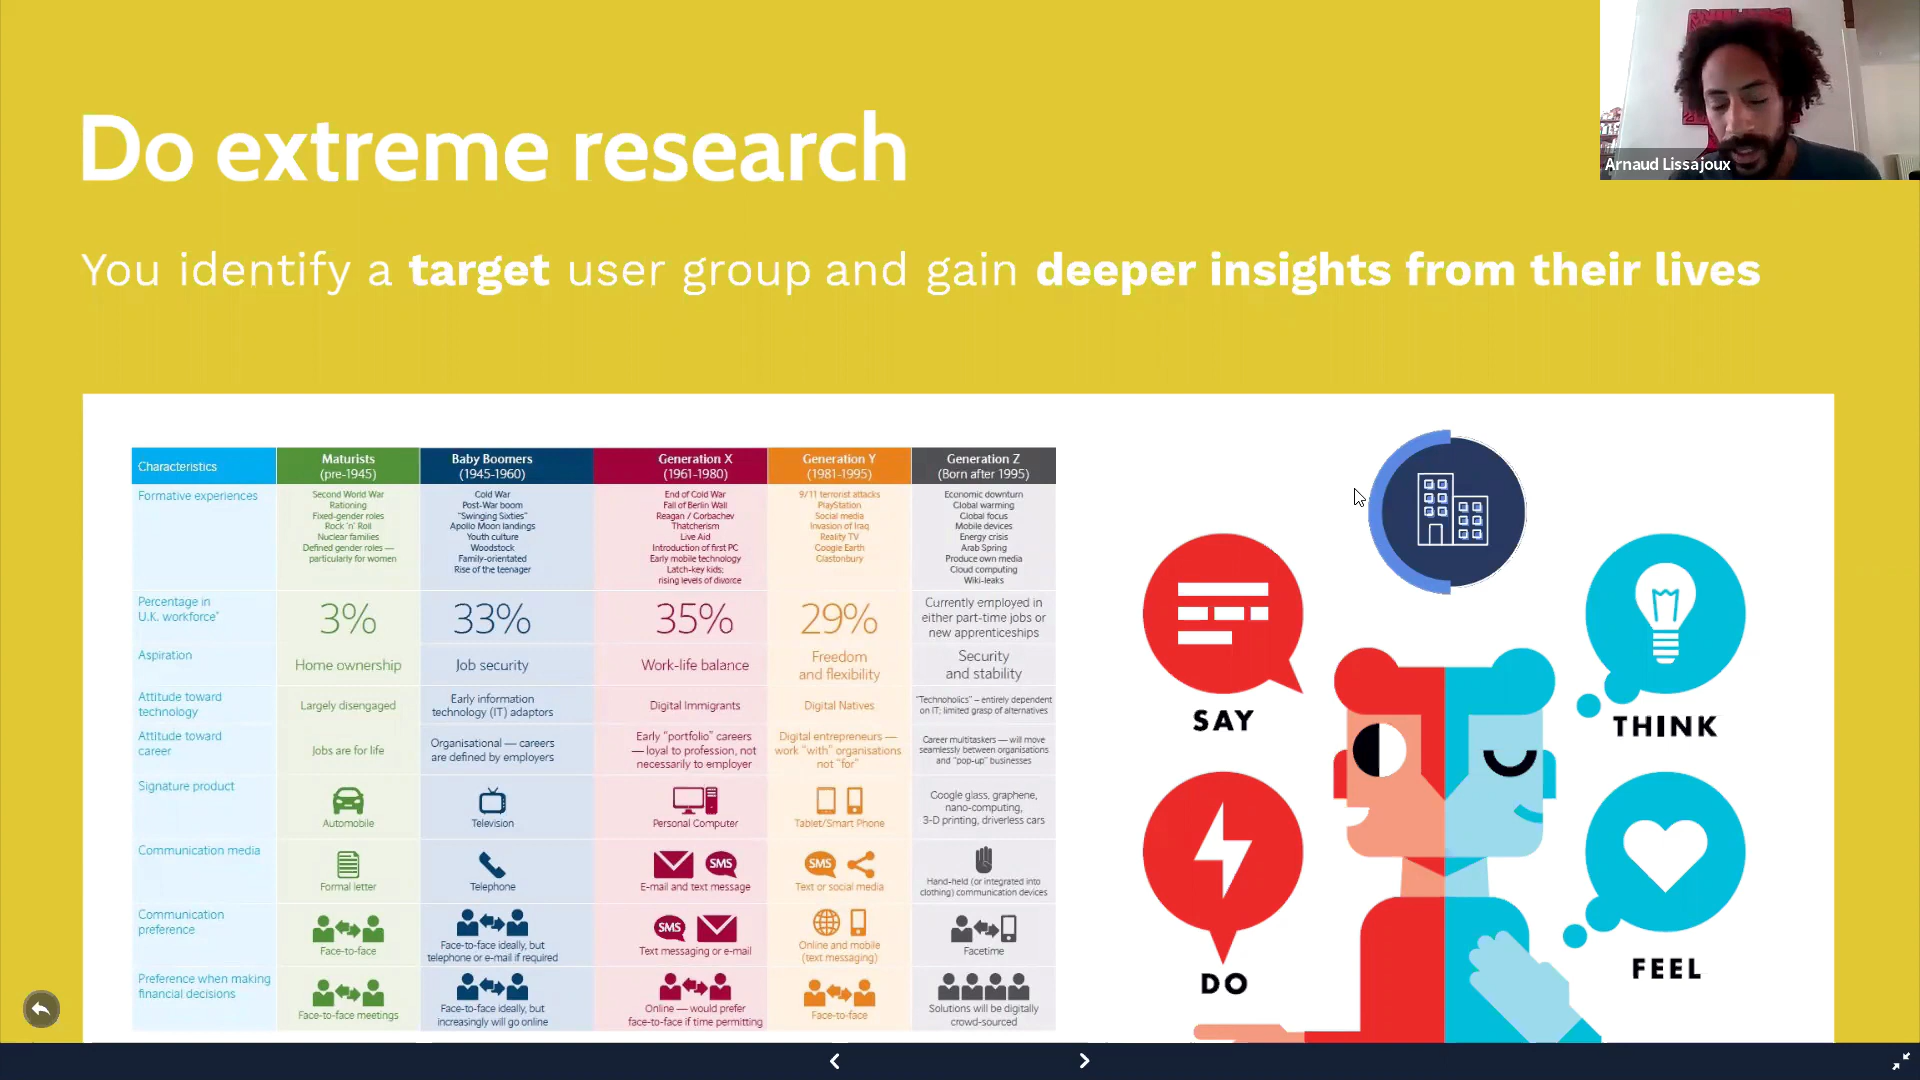 Do extreme research
Arnaud Lissajoux
You identify a target user group and gain deeper insights from their lives
Characteristics
Maturists
(pre-1945)
Baby Boomers
(1945-1960)
Generation X
(1961-1980)
Generation Y
(1981-1995)
Generation Z
(Born after 1995)
Formative experiences
Second World War
Rationing
Fixed-gender roles
Rock 'n' Roll
Nuclear families
Defined gender roles —
particularly for women
Cold War
Post-War boom
"Swinging Sixties"
Apollo Moon landings
Youth culture
Woodstock
Family-orientated
Rise of the teenager
End of Cold War
Fall of Berlin Wall
Reagan / Gorbachev
Thatcherism
Live Aid
Introduction of first PC
Early mobile technology
Latch-key kids;
rising levels of divorce
9/11 terrorist attacks
PlayStation
Social media
Invasion of Iraq
Reality TV
Google Earth
Glastonbury
Economic downturn
Global warming
Global focus
Mobile devices
Energy crisis
Arab Spring
Produce own media
Cloud computing
Wiki-leaks
Percentage in
U.K. workforce*
3%
33%
35%
29%
Currently employed in
either part-time jobs or
new apprenticeships
Aspiration
Home ownership
Job security
Work-life balance
Freedom
and flexibility
Security
and stability
Attitude toward
technology
Largely disengaged
Early information
technology (IT) adaptors
Digital Immigrants
Digital Natives
"Technoholics" – entirely dependent
on IT; limited grasp of alternatives
Attitude toward
career
Jobs are for life
Organisational — careers
are defined by employers
Early "portfolio" careers
— loyal to profession, not
necessarily to employer
Digital entrepreneurs —
work "with" organisations
not "for"
Career multitaskers — will move
seamlessly between organisations
and "pop-up" businesses
Signature product
Automobile
Television
Personal Computer
Tablet/Smart Phone
Google glass, graphene,
nano-computing,
3-D printing, driverless cars
Communication media
Formal letter
Telephone
SMS
E-mail and text message
SMS
Text or social media
Hand-held (or integrated into
clothing) communication devices
Communication
preference
Face-to-face
Face-to-face ideally, but
telephone or e-mail if required
SMS
Text messaging or e-mail
Online and mobile
(text messaging)
Facetime
Preference when making
financial decisions
Face-to-face meetings
Face-to-face ideally, but
increasingly will go online
Online — would prefer
face-to-face if time permitting
Face-to-face
Solutions will be digitally
crowd-sourced
SAY
THINK
DO
FEEL